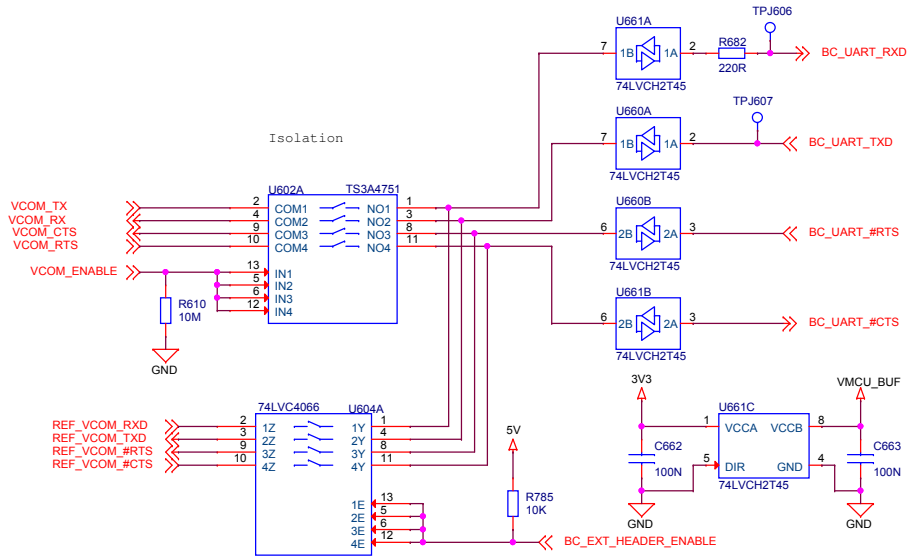 TPJ606
U661A
7
1B
1A
2
R682
220R
BC_UART_RXD
74LVCH2T45
TPJ607
U660A
7
1B
1A
2
BC_UART_TXD
74LVCH2T45
Isolation
U602A
TS3A4751
VCOM_TX
2
COM1
NO1
1
VCOM_RX
4
COM2
NO2
3
VCOM_CTS
9
COM3
NO3
8
VCOM_RTS
10
COM4
NO4
11
VCOM_ENABLE
13
IN1
5
IN2
6
IN3
12
IN4
R610
10M
GND
U660B
6
2B
2A
3
BC_UART_#RTS
74LVCH2T45
U661B
6
2B
2A
3
BC_UART_#CTS
74LVCH2T45
74LVC4066
U604A
REF_VCOM_RXD
2
1Z
1Y
1
REF_VCOM_TXD
3
2Z
2Y
4
REF_VCOM_#RTS
9
3Z
3Y
8
REF_VCOM_#CTS
10
4Z
4Y
11
1E
13
2E
5
3E
6
4E
12
5V
R785
10K
BC_EXT_HEADER_ENABLE
3V3
VMCU_BUF
U661C
1
VCCA
VCCB
8
C662
100N
5
DIR
GND
4
C663
100N
74LVCH2T45
GND
GND